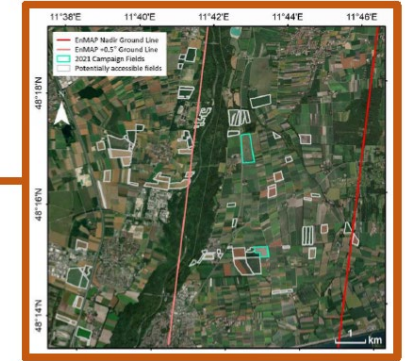 11°38'E 11°40'E 11°42'E 11°44'E 11°46'E
EnMAP Nadir Ground Line
EnMAP +0.5° Ground Line
2021 Campaign Fields
Potentially accessible fields
48°18'N
48°16'N
48°14'N
1
km